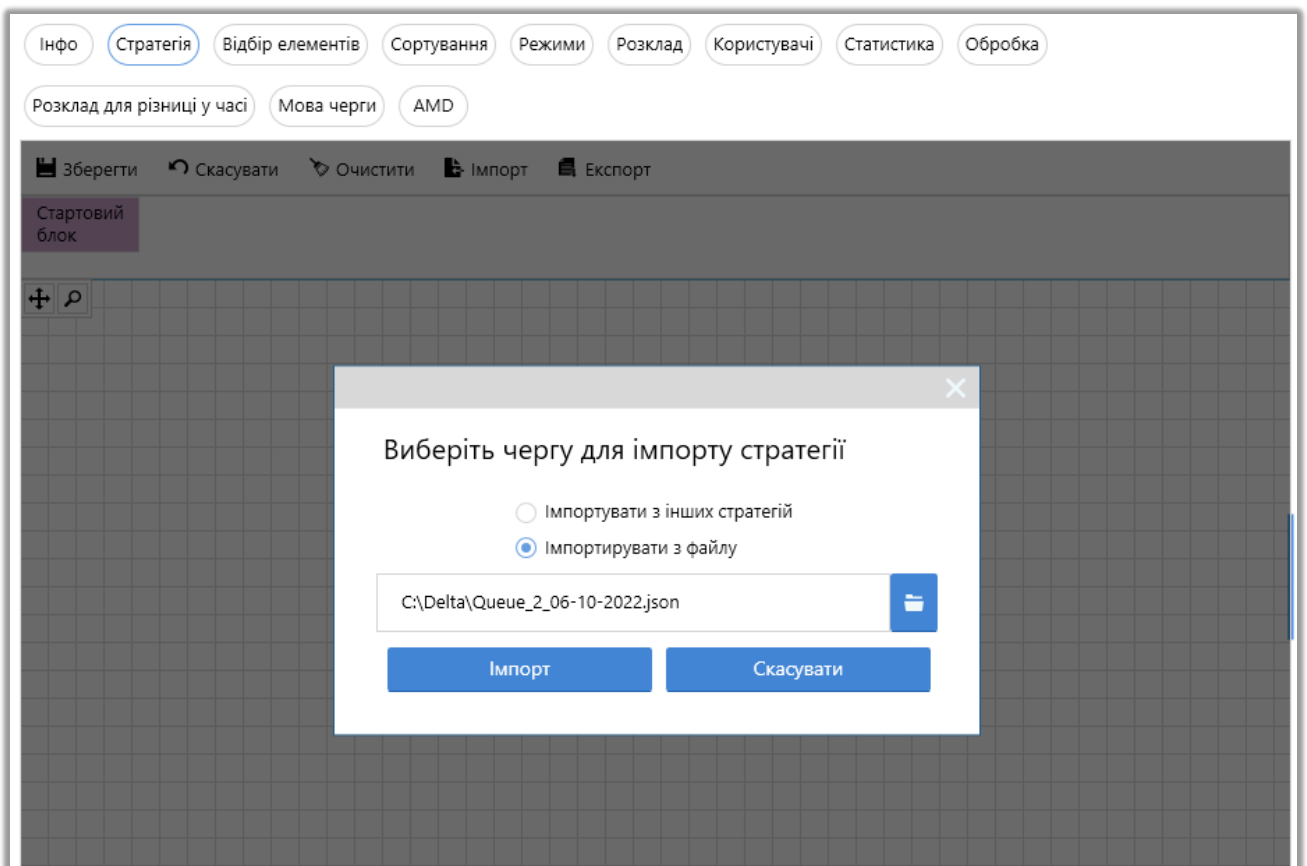 Інфо Стратегія Відбір елементів Сортування Режими Розклад Користувачі Статистика Обробка
Розклад для різниці у часі Мова черги AMD
Зберегти Скасувати Очистити Імпорт Експорт
Стартовий
блок
Виберіть чергу для імпорту стратегії
Імпортувати з інших стратегій
Імпортирувати з файлу
C:\Delta\Queue_2_06-10-2022.json
Імпорт Скасувати